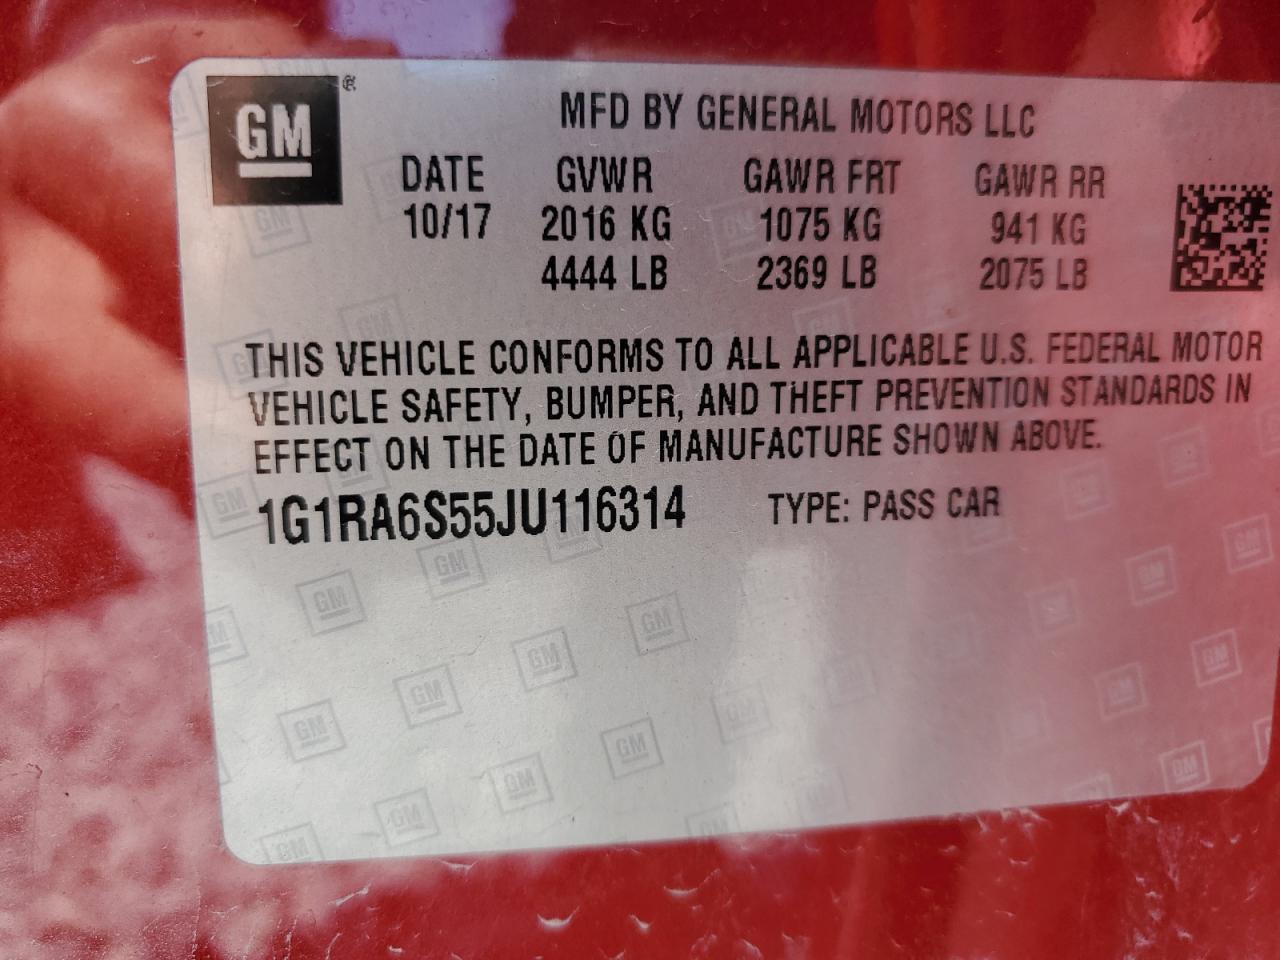 GM®
MFD BY GENERAL MOTORS LLC
DATE GVWR GAWR FRT GAWR RR
10/17 2016 KG 1075 KG 941 KG
4444 LB 2369 LB 2075 LB
THIS VEHICLE CONFORMS TO ALL APPLICABLE U.S. FEDERAL MOTOR
VEHICLE SAFETY, BUMPER, AND THEFT PREVENTION STANDARDS IN
EFFECT ON THE DATE OF MANUFACTURE SHOWN ABOVE.
1G1RA6S55JU116314 TYPE: PASS CAR